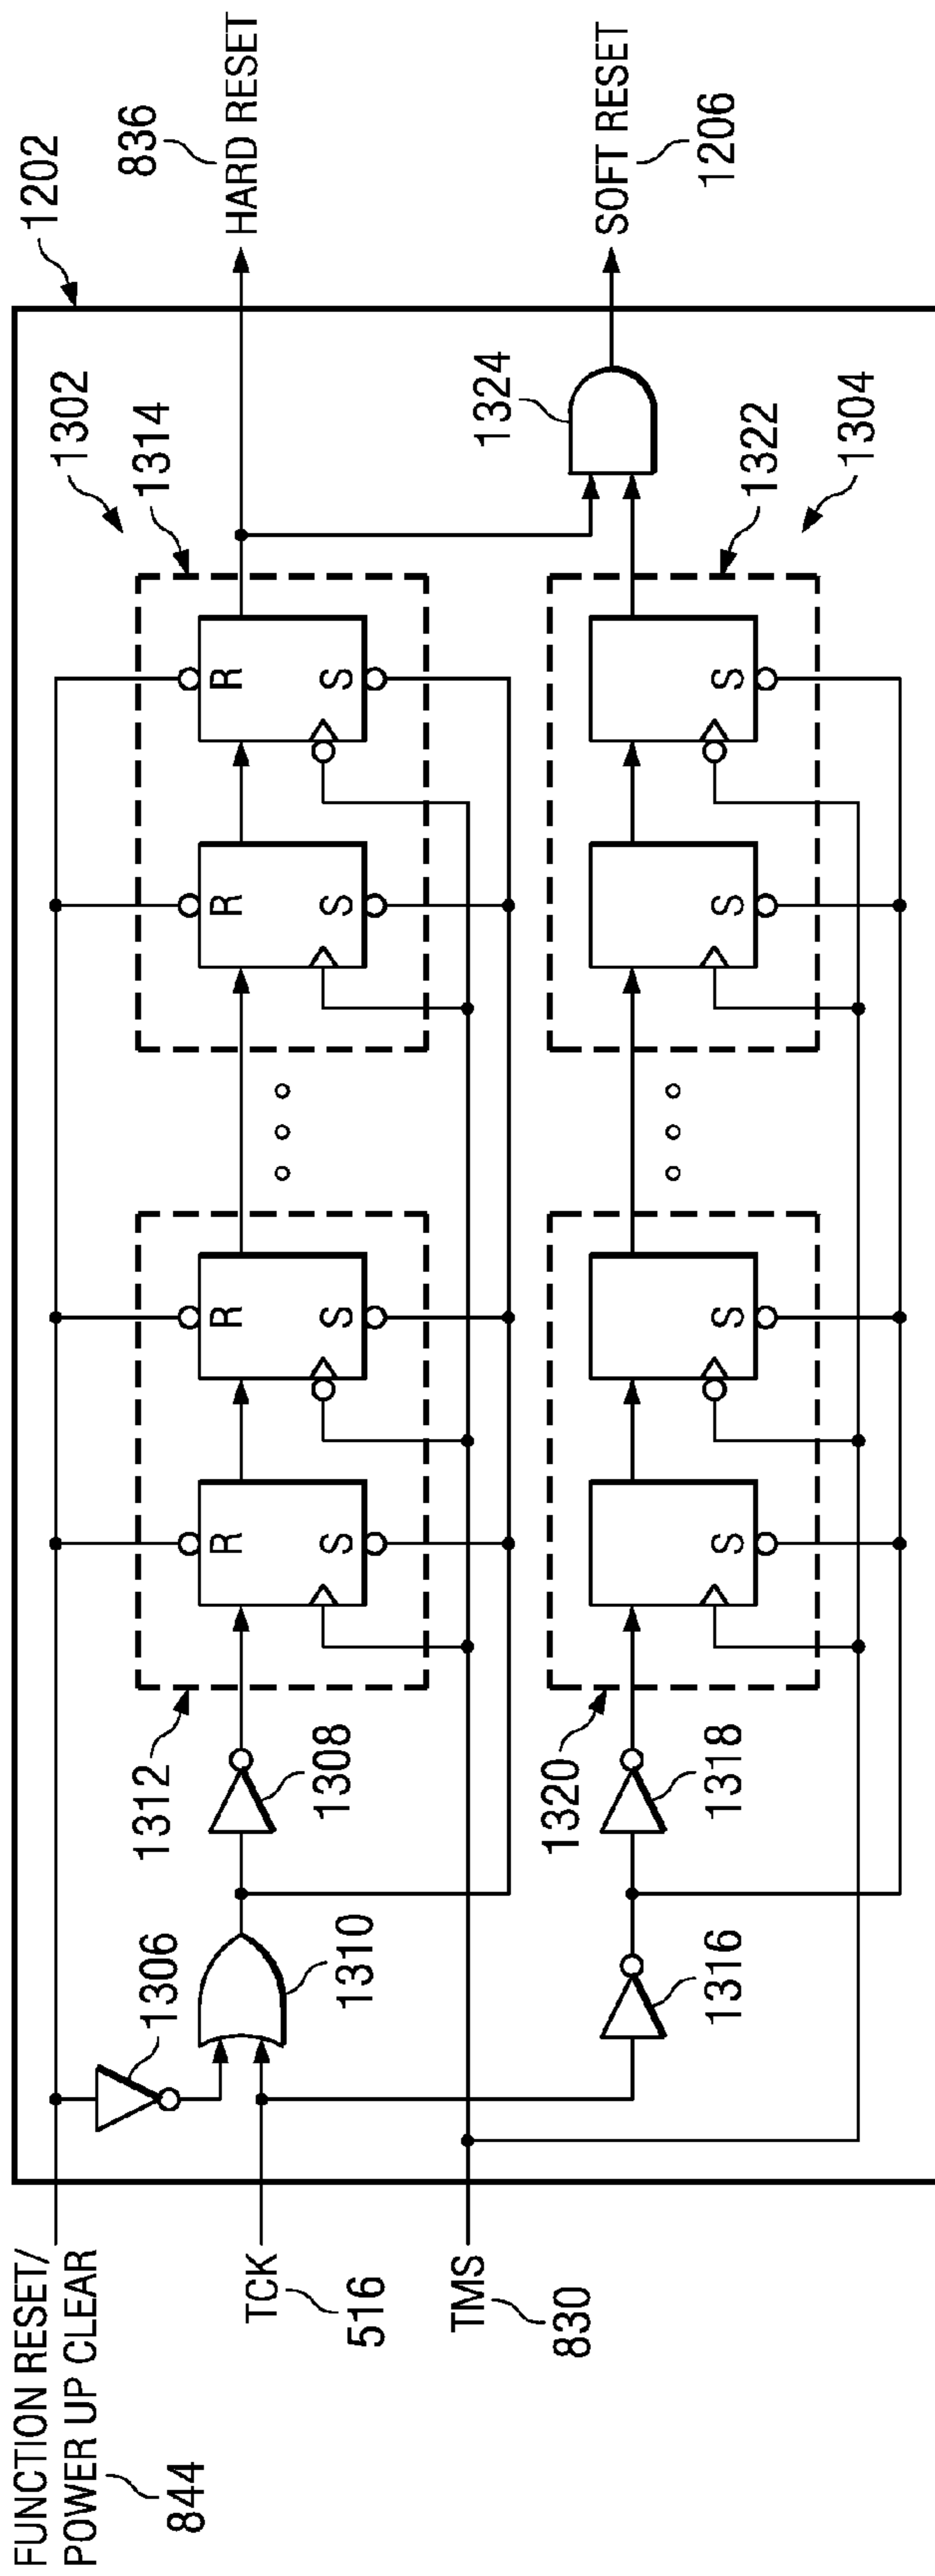 FUNCTION RESET/
POWER UP CLEAR
844
TCK
516
TMS
830
1306
1310
1316
1308
1312
1318
1320
R
S
R
S
R
S
R
S
S
S
S
S
1314
1302
1322
1304
1324
1202
836
HARD RESET
SOFT RESET
1206